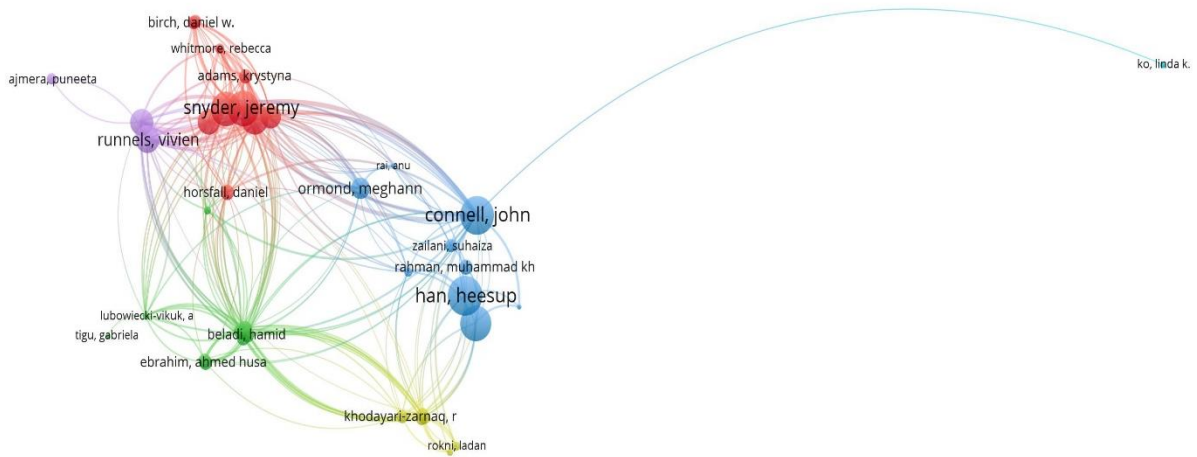 birch, daniel w.
whitmore, rebecca
ko, linda k.
adams, krystyna
ajmera, puneeta
snyder, jeremy
runnels, vivien
rai, anu
horsfall, daniel
ormond, meghann
connell, john
zailani, suhaiza
rahman, muhammad kh
han, heesup
lubowiecki-vikuk, a
tigu, gabriela
beladi, hamid
ebrahim, ahmed husa
khodayari-zarnaq, r
rokni, ladan